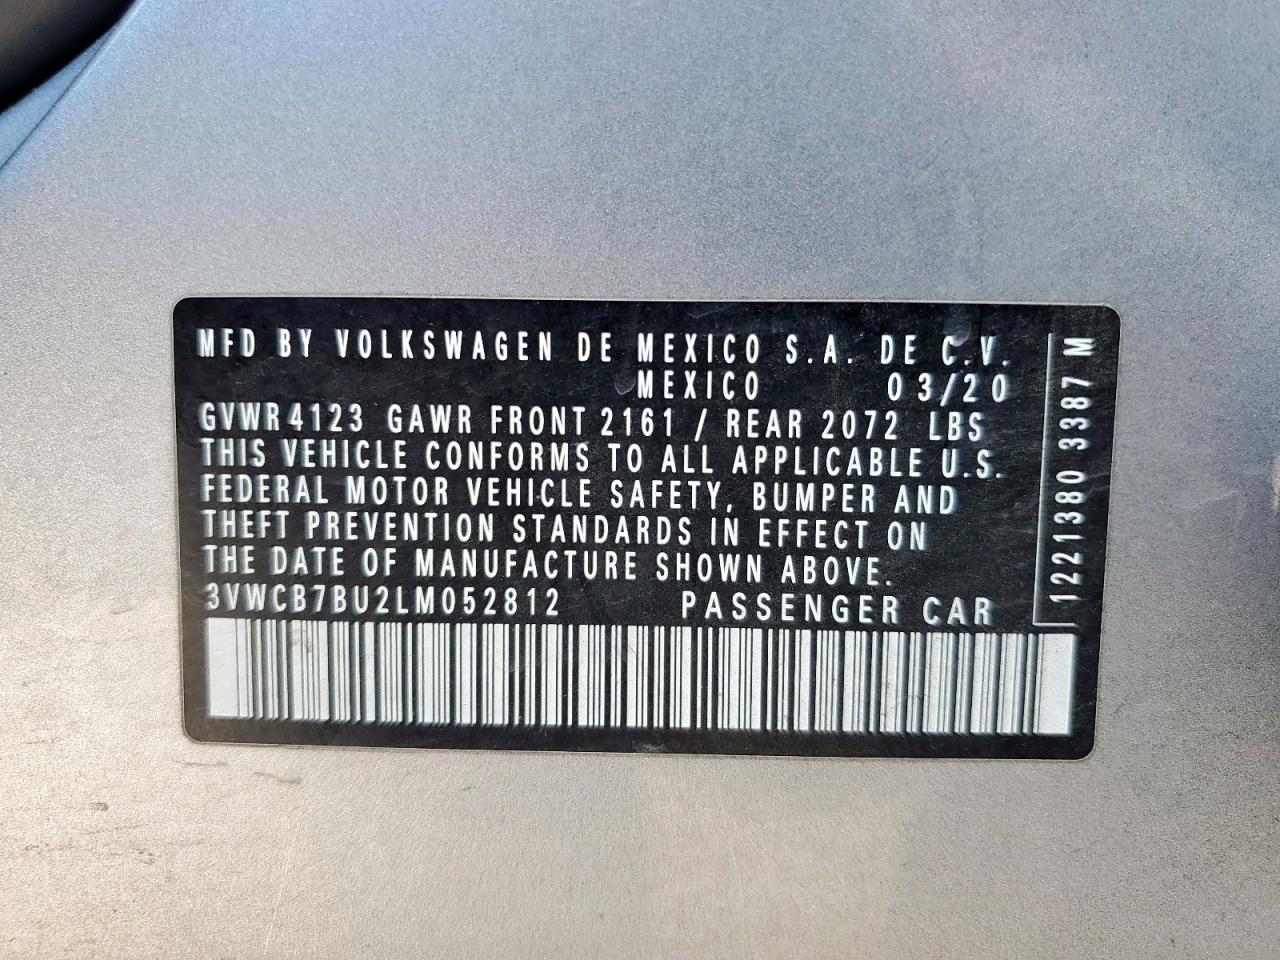 MFD BY VOLKSWAGEN DE MEXICO S.A. DE C.V.
MEXICO 03/20
GVWR 4123 GAWR FRONT 2161 / REAR 2072 LBS
THIS VEHICLE CONFORMS TO ALL APPLICABLE U.S.
FEDERAL MOTOR VEHICLE SAFETY, BUMPER AND
THEFT PREVENTION STANDARDS IN EFFECT ON
THE DATE OF MANUFACTURE SHOWN ABOVE.
3VWCB7BU2LM052812 PASSENGER CAR
1221380 3387 M